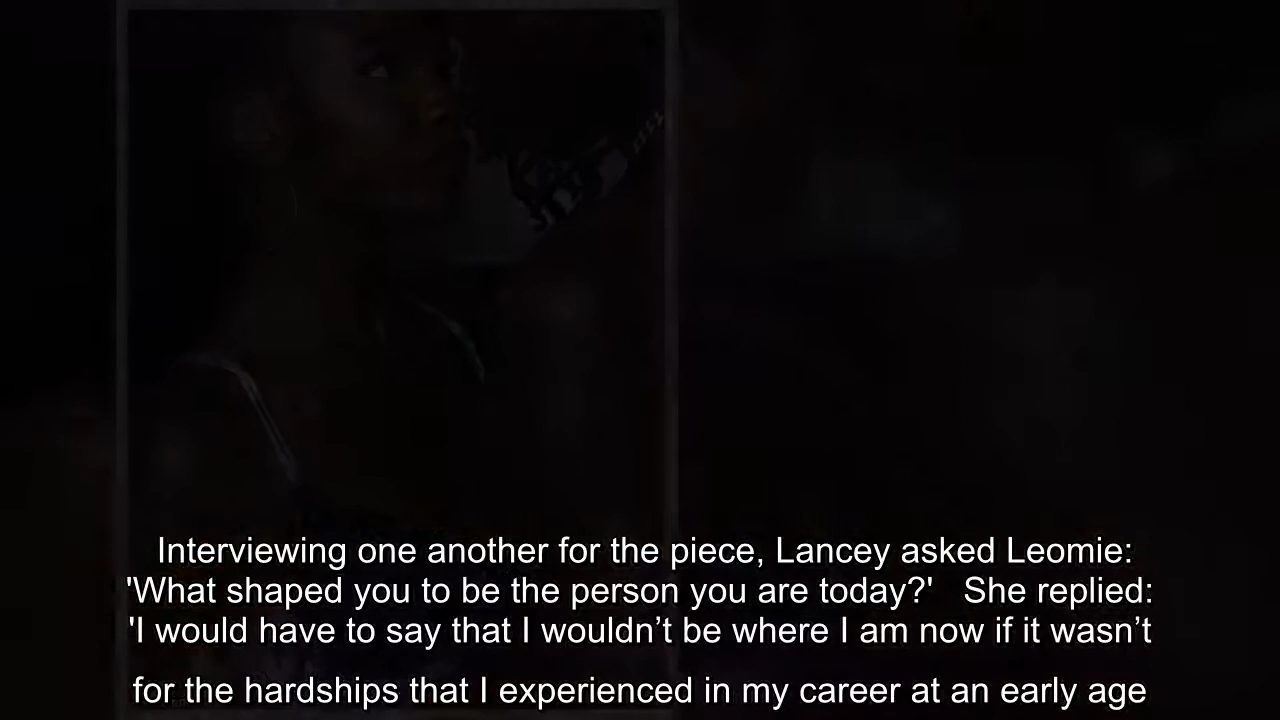 Interviewing one another for the piece, Lancey asked Leomie:
'What shaped you to be the person you are today?'   She replied:
'I would have to say that I wouldn’t be where I am now if it wasn’t
for the hardships that I experienced in my career at an early age